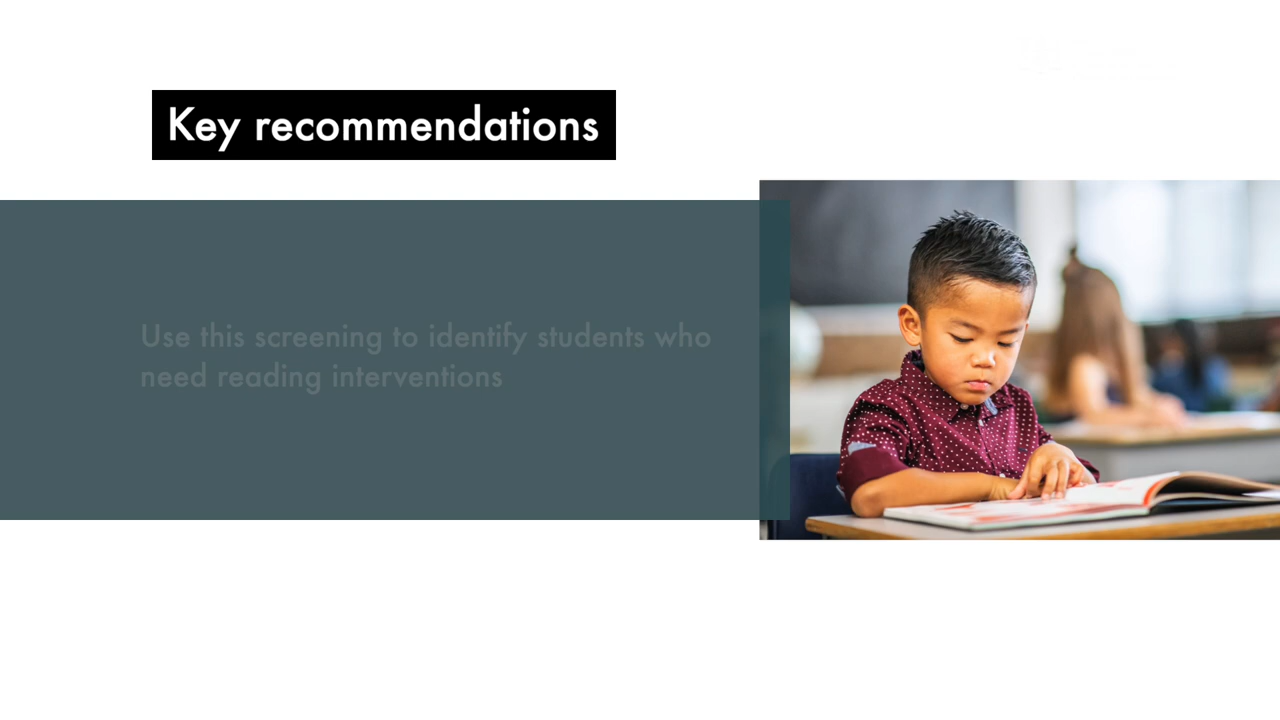 Key recommendations
Use this screening to identify students who
need reading interventions